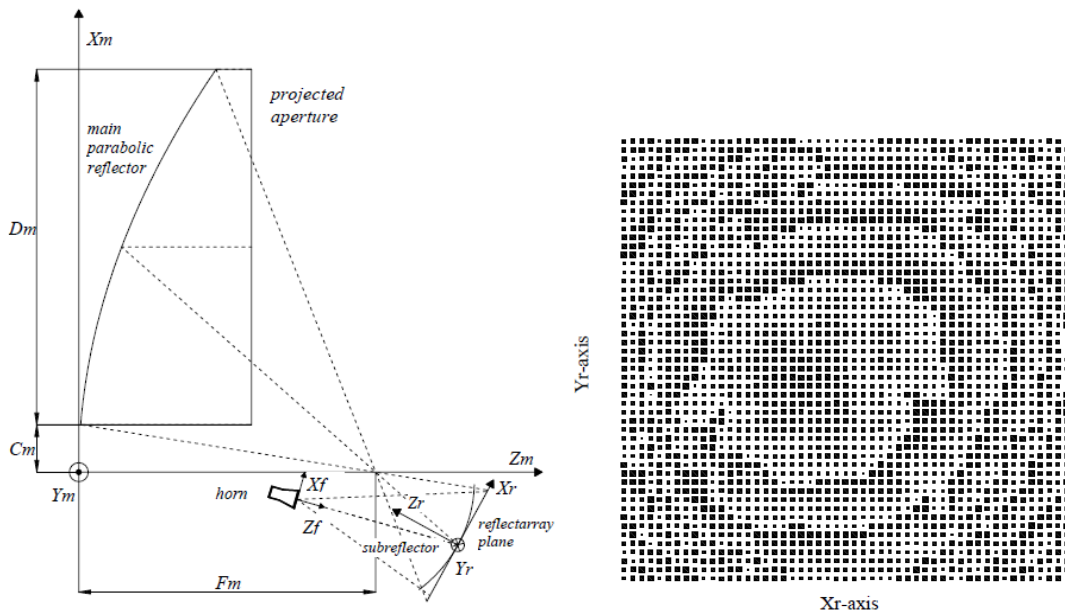 Xm
projected
aperture
main
parabolic
reflector
Dm
Cm
Ym
Zm
horn
Xf
Zf
Xr
Zr
reflectarray
plane
subreflector
Yr
Fm
Yr-axis
Xr-axis